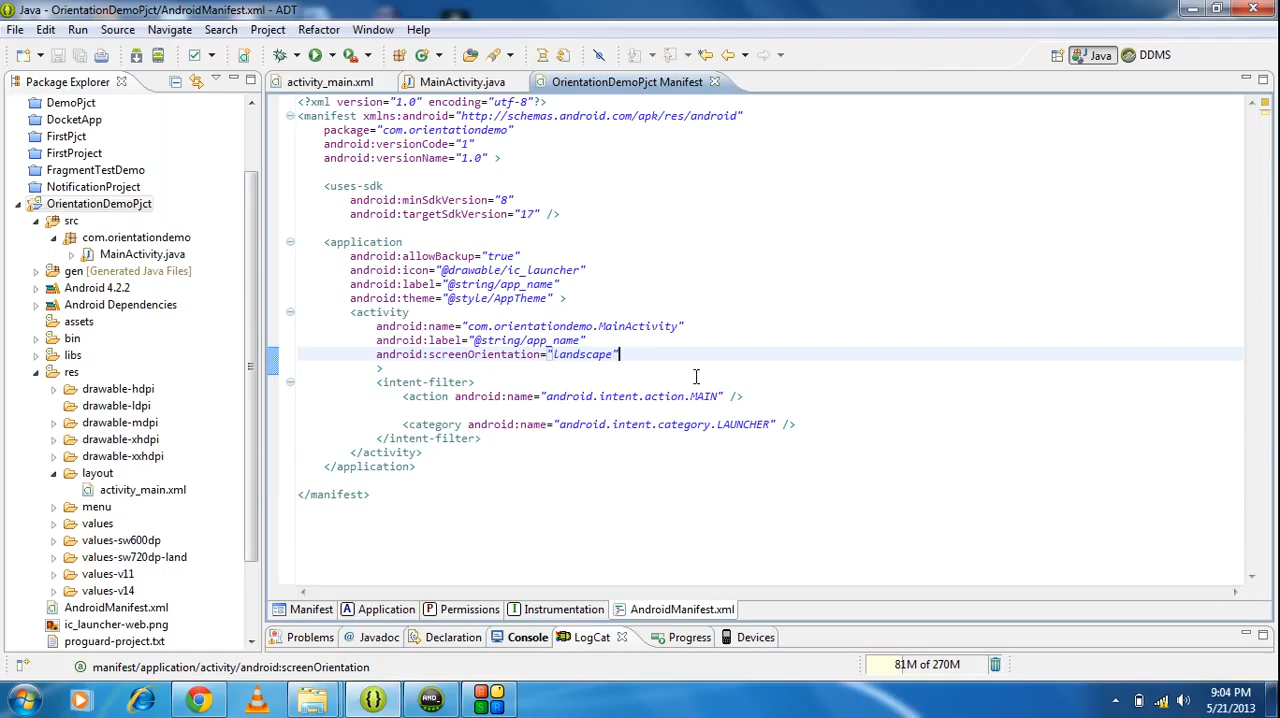 Java - OrientationDemoPjct/AndroidManifest.xml - ADT
File Edit Run Source Navigate Search Project Refactor Window Help
Java DDMS
Package Explorer
activity_main.xml MainActivity.java OrientationDemoPjct Manifest
DemoPjct
DocketApp
FirstPjct
FirstProject
FragmentTestDemo
NotificationProject
OrientationDemoPjct
src
com.orientationdemo
MainActivity.java
gen [Generated Java Files]
Android 4.2.2
Android Dependencies
assets
bin
libs
res
drawable-hdpi
drawable-ldpi
drawable-mdpi
drawable-xhdpi
drawable-xxhdpi
layout
activity_main.xml
menu
values
values-sw600dp
values-sw720dp-land
values-v11
values-v14
AndroidManifest.xml
ic_launcher-web.png
proguard-project.txt
<?xml version="1.0" encoding="utf-8"?>
<manifest xmlns:android="http://schemas.android.com/apk/res/android"
package="com.orientationdemo"
android:versionCode="1"
android:versionName="1.0" >
<uses-sdk
android:minSdkVersion="8"
android:targetSdkVersion="17" />
<application
android:allowBackup="true"
android:icon="@drawable/ic_launcher"
android:label="@string/app_name"
android:theme="@style/AppTheme" >
<activity
android:name="com.orientationdemo.MainActivity"
android:label="@string/app_name"
android:screenOrientation="landscape"
>
<intent-filter>
<action android:name="android.intent.action.MAIN" />
<category android:name="android.intent.category.LAUNCHER" />
</intent-filter>
</activity>
</application>
</manifest>
Manifest A Application P Permissions I Instrumentation AndroidManifest.xml
Problems @ Javadoc Declaration Console LogCat Progress Devices
manifest/application/activity/android:screenOrientation
81M of 270M
9:04 PM
5/21/2013